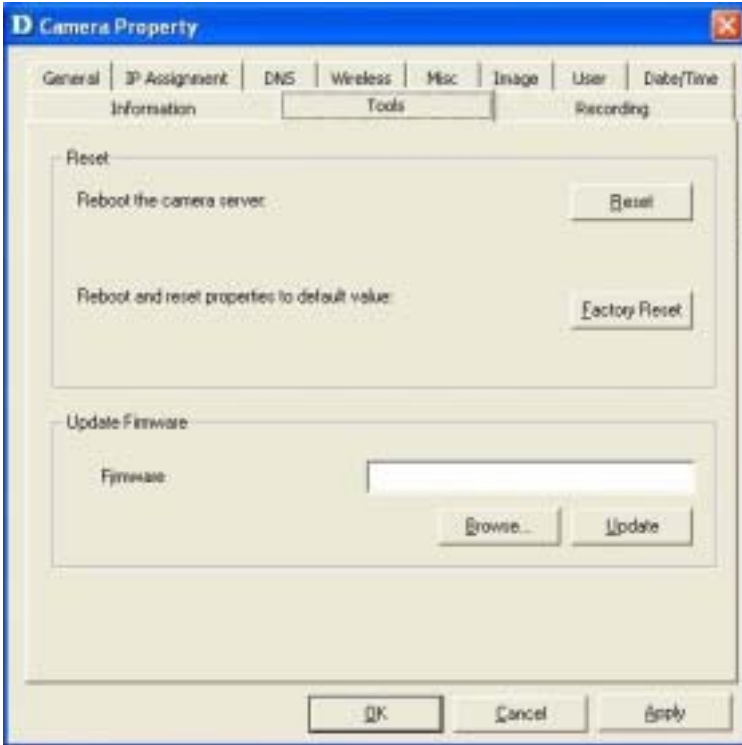 D Camera Property
General IP Assignment DNS Wireless Misc Image User Date/Time
Information Tools Recording
Reset
Reboot the camera server: Reset
Reboot and reset properties to default value: Factory Reset
Update Firmware
Firmware
Browse... Update
OK Cancel Apply